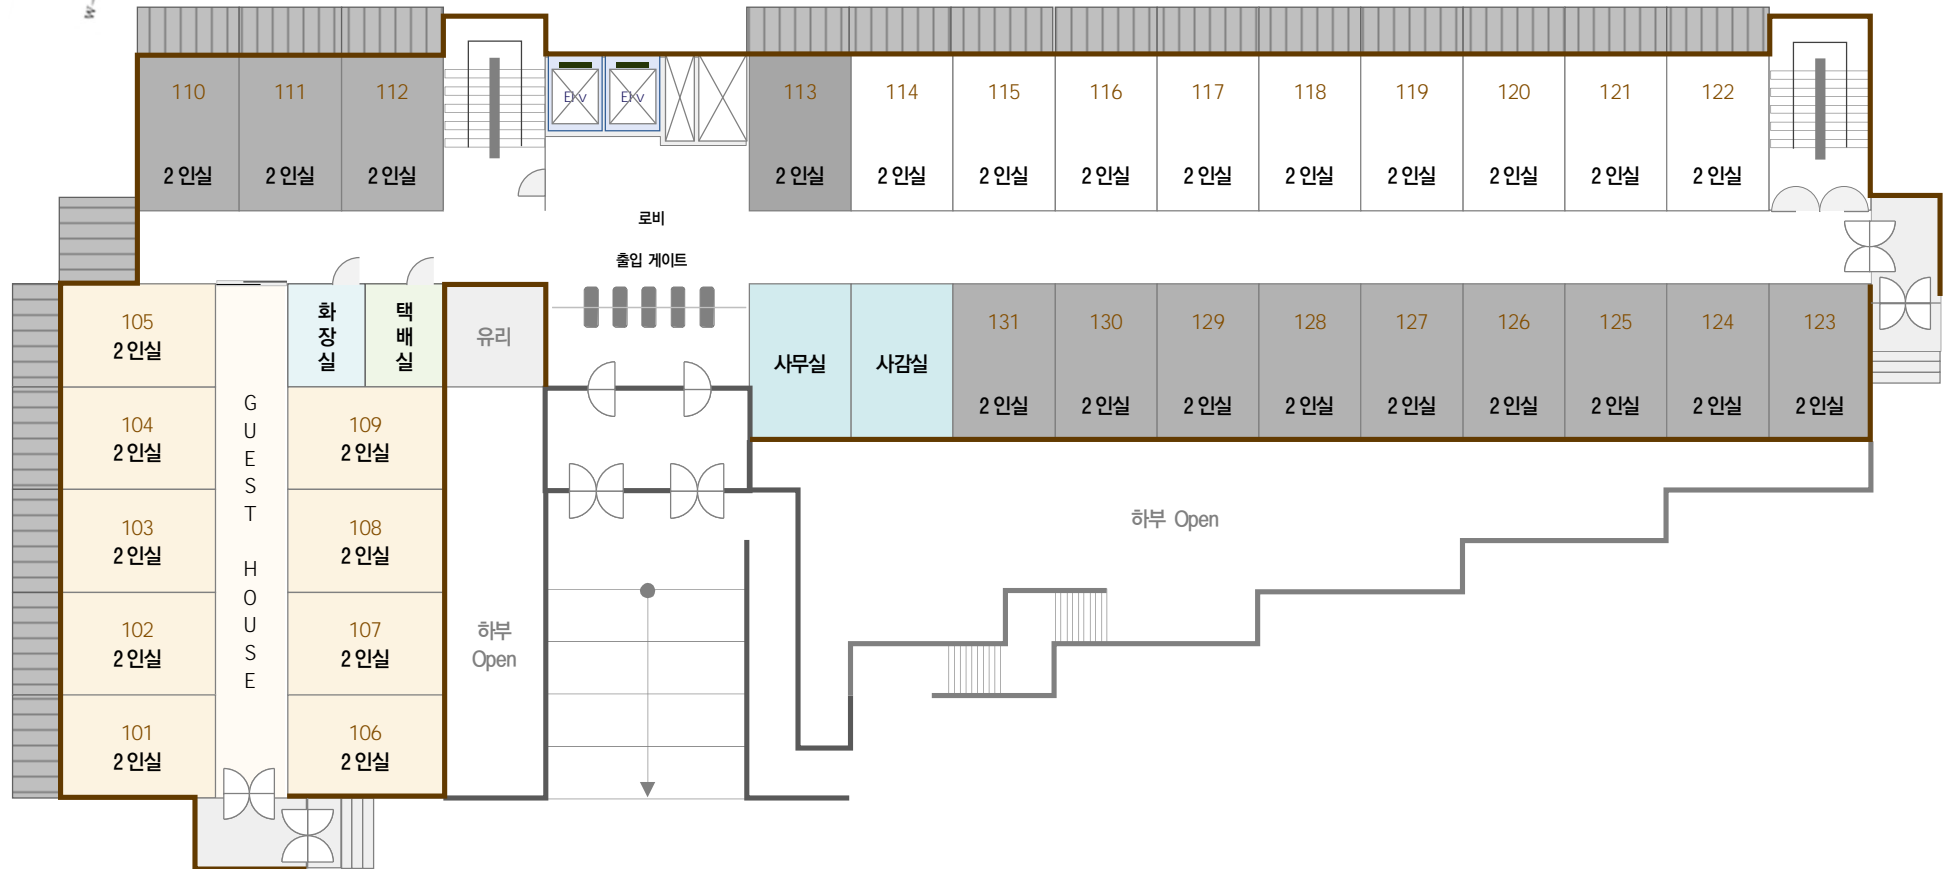 110 111 112
2 인실 2 인실 2 인실
113 114 115 116 117 118 119 120 121 122
2 인실 2 인실 2 인실 2 인실 2 인실 2 인실 2 인실 2 인실 2 인실 2 인실
로비
출입 게이트
105
2 인실
104
2 인실
103
2 인실
102
2 인실
101
2 인실
GUEST HOUSE
화장실
택배실
109
2 인실
108
2 인실
107
2 인실
106
2 인실
유리
하부
Open
사무실
사감실
131 130 129 128 127 126 125 124 123
2 인실 2 인실 2 인실 2 인실 2 인실 2 인실 2 인실 2 인실 2 인실
하부 Open